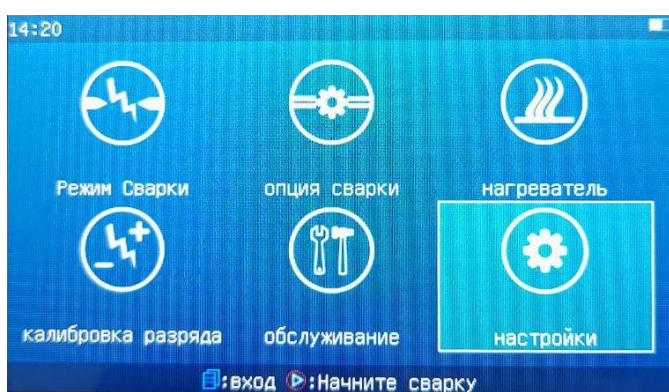 14:20
Режим Сварки опция сварки нагреватель
калибровка разряда обслуживание настройки
:вход :Начните сварку